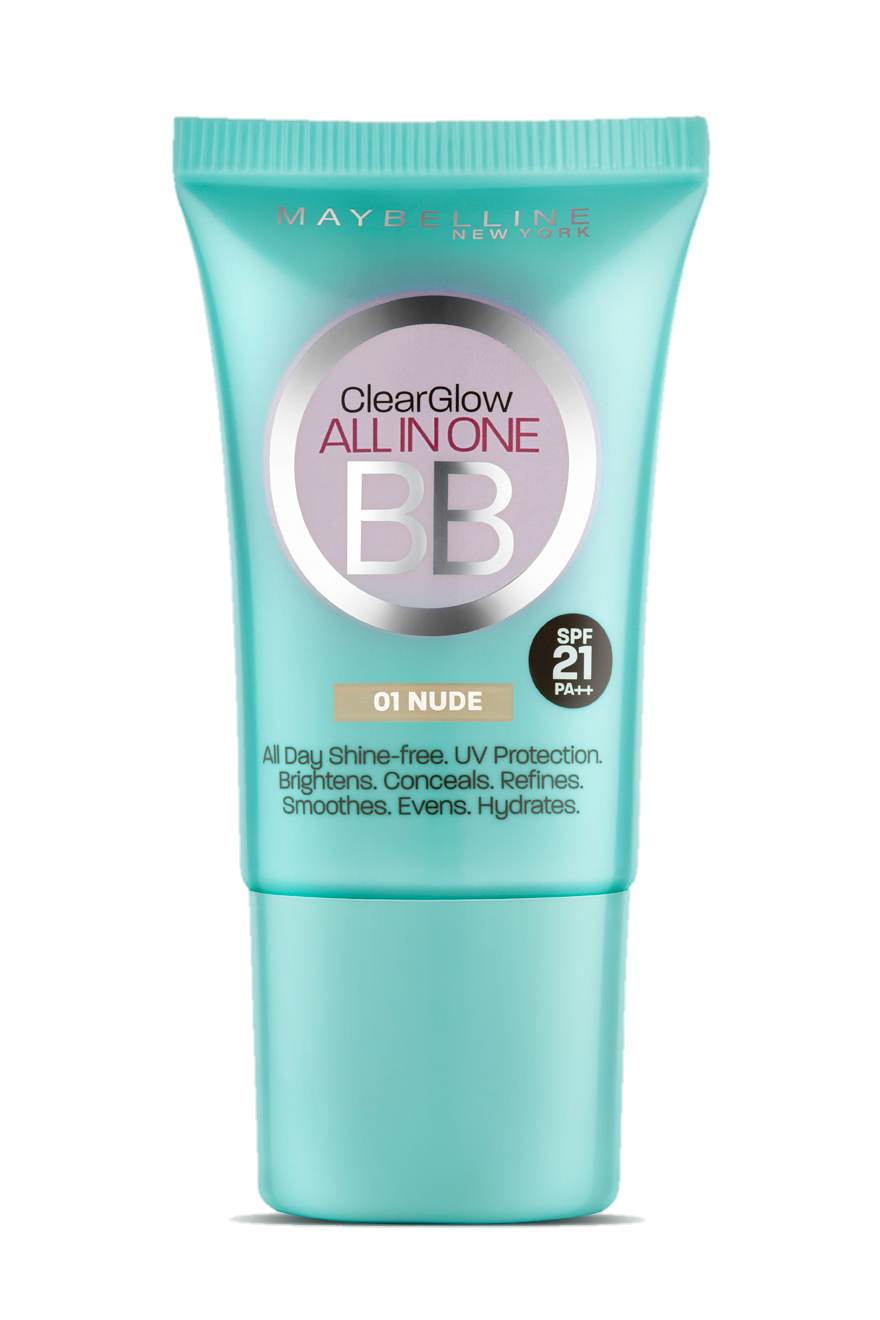 MAYBELLINE
NEW YORK
ClearGlow
ALL IN ONE
BB
SPF
21
PA++
01 NUDE
All Day Shine-free. UV Protection.
Brightens. Conceals. Refines.
Smoothes. Evens. Hydrates.